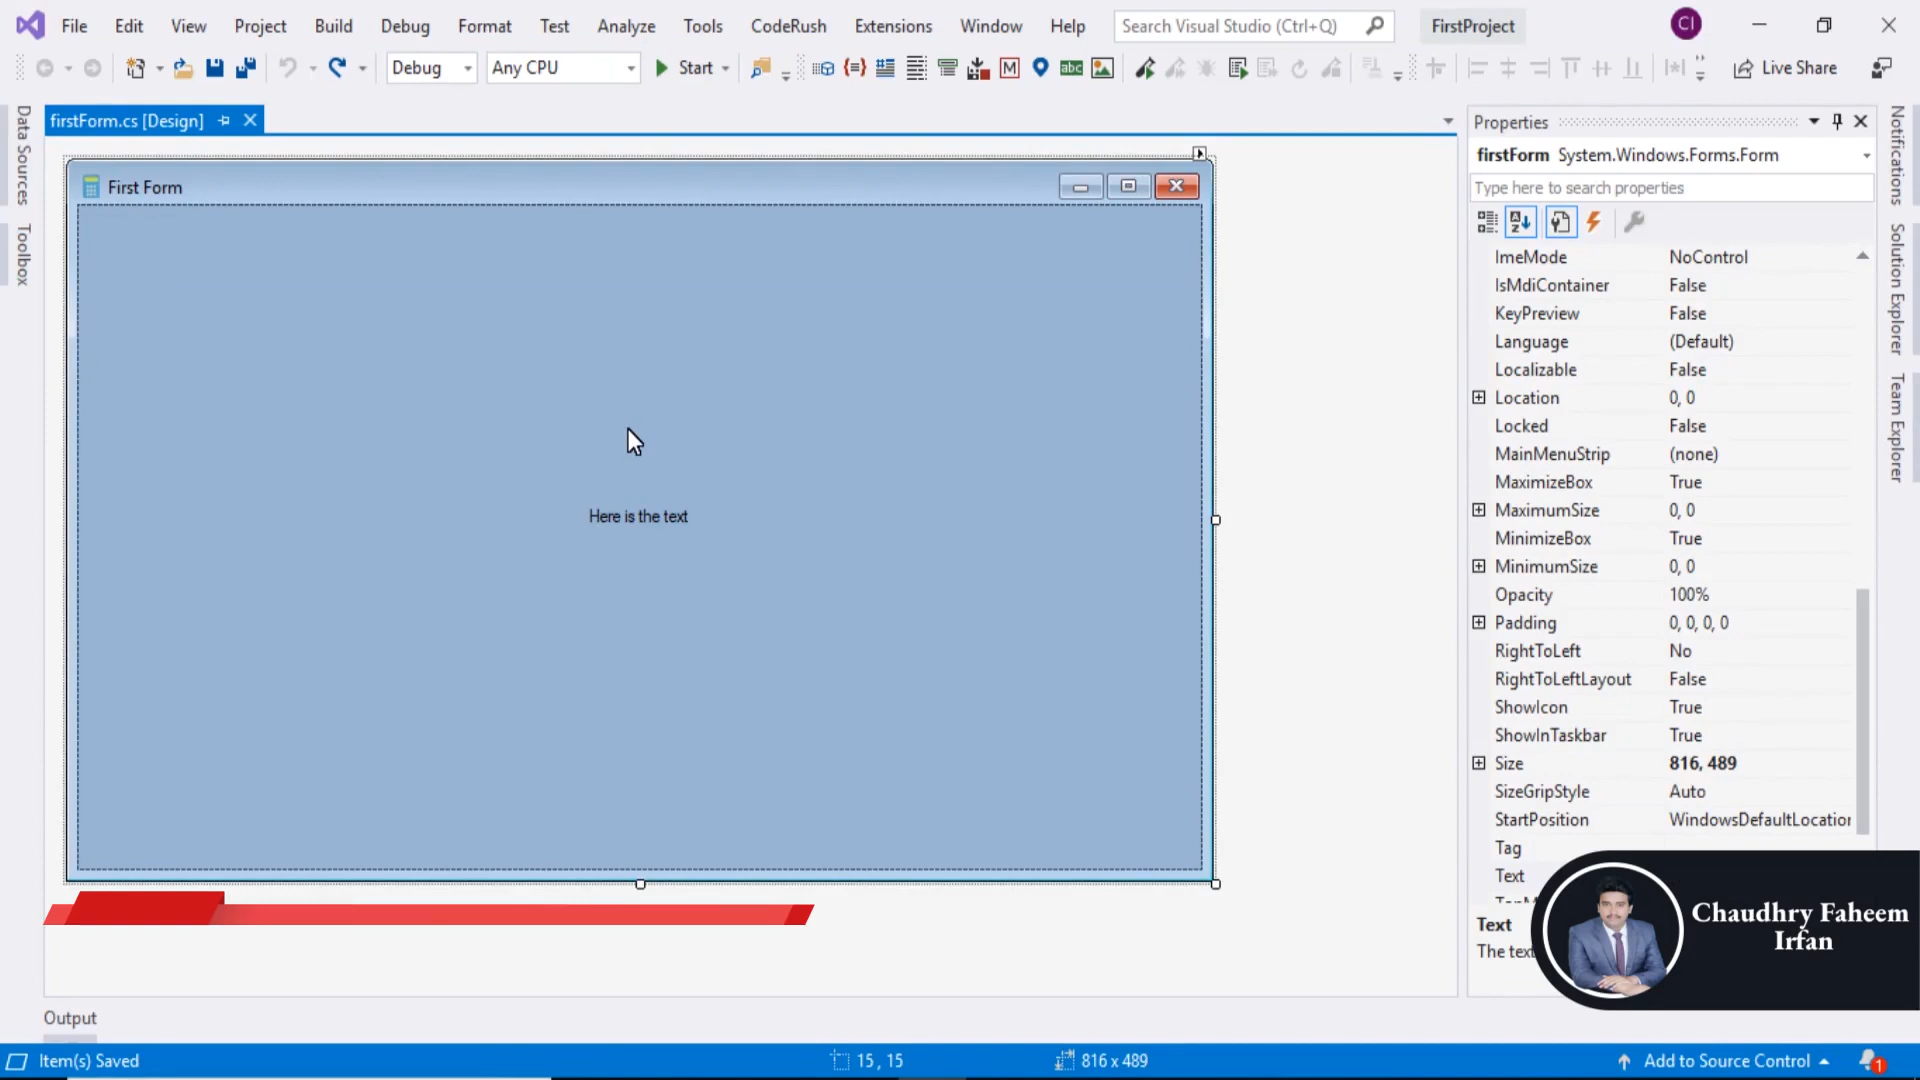 File Edit View Project Build Debug Format Test Analyze Tools CodeRush Extensions Window Help Search Visual Studio (Ctrl+Q) FirstProject CI
Debug Any CPU Start abc Live Share
Data Sources
Toolbox
firstForm.cs [Design]
First Form
Here is the text
Properties
firstForm System.Windows.Forms.Form
Type here to search properties
ImeMode NoControl
IsMdiContainer False
KeyPreview False
Language (Default)
Localizable False
Location 0, 0
Locked False
MainMenuStrip (none)
MaximizeBox True
MaximumSize 0, 0
MinimizeBox True
MinimumSize 0, 0
Opacity 100%
Padding 0, 0, 0, 0
RightToLeft No
RightToLeftLayout False
ShowIcon True
ShowInTaskbar True
Size 816, 489
SizeGripStyle Auto
StartPosition WindowsDefaultLocation
Tag
Text
Text
The text
Notifications
Solution Explorer
Team Explorer
Chaudhry Faheem
Irfan
Output
Item(s) Saved 15, 15 816 x 489 Add to Source Control 1